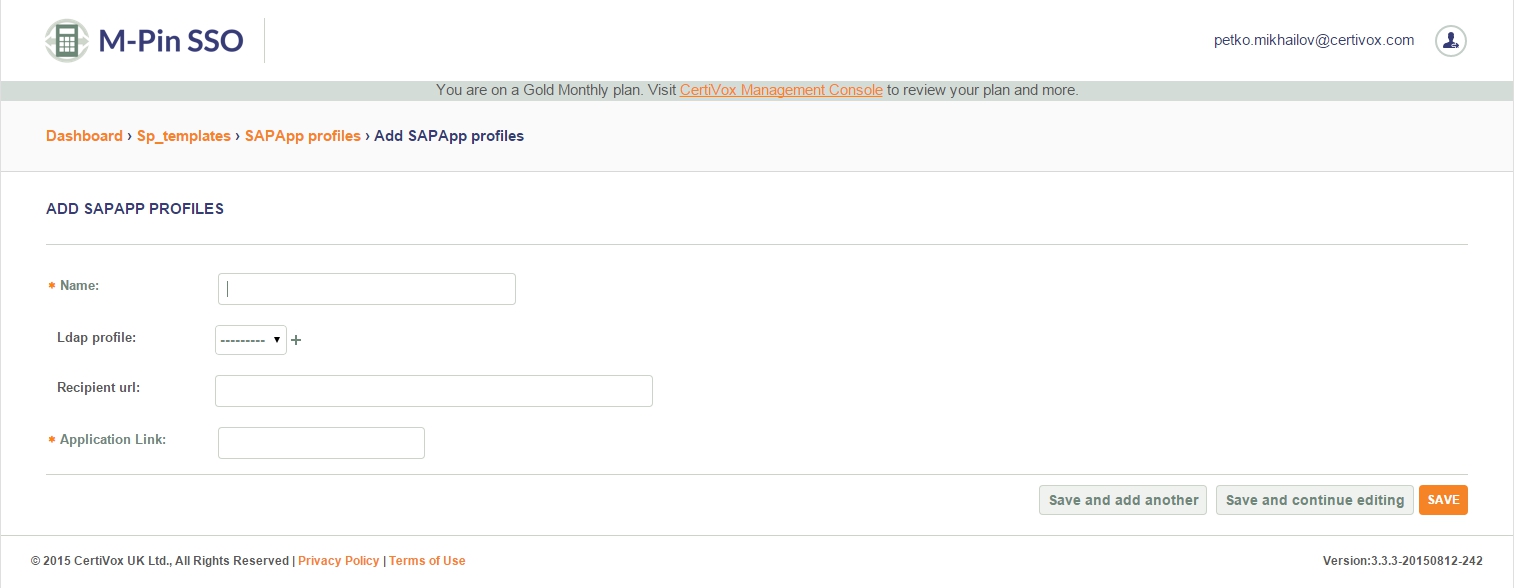 M-Pin SSO
petko.mikhailov@certivox.com
You are on a Gold Monthly plan. Visit CertiVox Management Console to review your plan and more.
Dashboard › Sp_templates › SAPApp profiles › Add SAPApp profiles
ADD SAPAPP PROFILES
* Name:
Ldap profile: --------- ▼ +
Recipient url:
* Application Link:
Save and add another Save and continue editing SAVE
© 2015 CertiVox UK Ltd., All Rights Reserved | Privacy Policy | Terms of Use Version:3.3.3-20150812-242